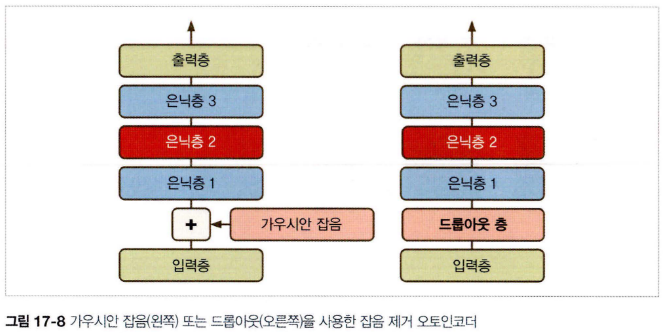 출력층
은닉층 3
은닉층 2
은닉층 1
+
가우시안 잡음
입력층
출력층
은닉층 3
은닉층 2
은닉층 1
드롭아웃 층
입력층
그림 17-8 가우시안 잡음(왼쪽) 또는 드롭아웃(오른쪽)을 사용한 잡음 제거 오토인코더